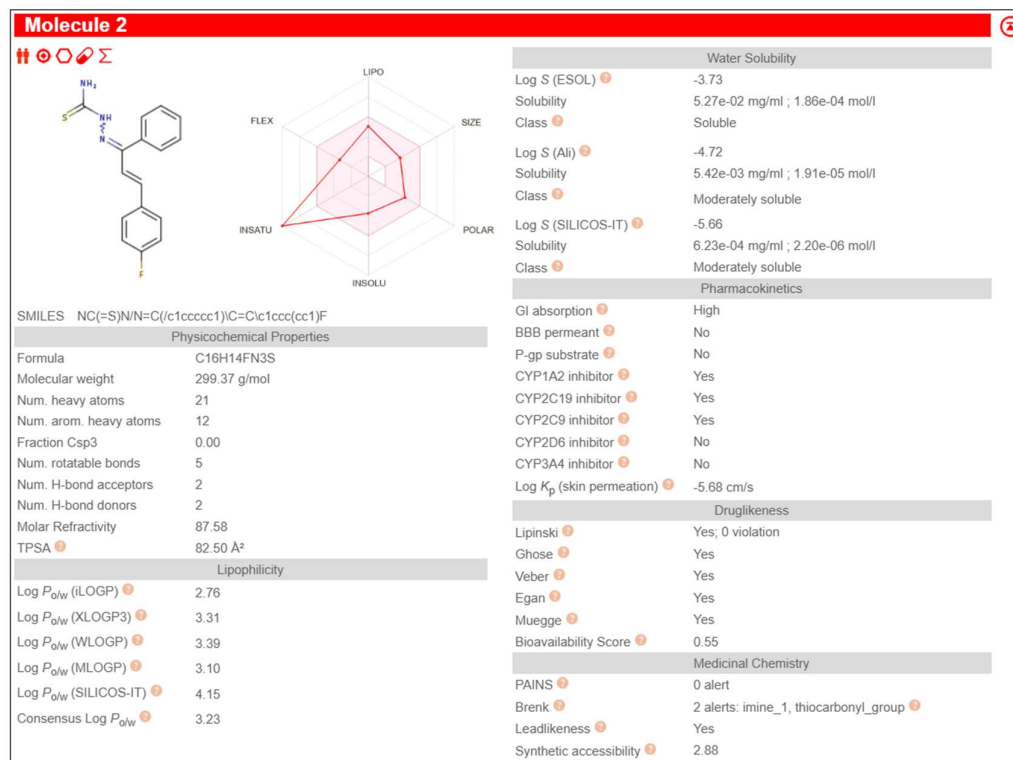 Molecule 2
NH₂
S
NH
N
F
LIPO
SIZE
POLAR
INSOLU
INSATU
FLEX
SMILES NC(=S)N/N=C(/c1ccccc1)\C=C\c1ccc(cc1)F
Physicochemical Properties
Formula C16H14FN3S
Molecular weight 299.37 g/mol
Num. heavy atoms 21
Num. arom. heavy atoms 12
Fraction Csp3 0.00
Num. rotatable bonds 5
Num. H-bond acceptors 2
Num. H-bond donors 2
Molar Refractivity 87.58
TPSA ? 82.50 Å²
Lipophilicity
Log Po/w (iLOGP) ? 2.76
Log Po/w (XLOGP3) ? 3.31
Log Po/w (WLOGP) ? 3.39
Log Po/w (MLOGP) ? 3.10
Log Po/w (SILICOS-IT) ? 4.15
Consensus Log Po/w ? 3.23
Water Solubility
Log S (ESOL) ? -3.73
Solubility 5.27e-02 mg/ml ; 1.86e-04 mol/l
Class ? Soluble
Log S (Ali) ? -4.72
Solubility 5.42e-03 mg/ml ; 1.91e-05 mol/l
Class ? Moderately soluble
Log S (SILICOS-IT) ? -5.66
Solubility 6.23e-04 mg/ml ; 2.20e-06 mol/l
Class ? Moderately soluble
Pharmacokinetics
GI absorption ? High
BBB permeant ? No
P-gp substrate ? No
CYP1A2 inhibitor ? Yes
CYP2C19 inhibitor ? Yes
CYP2C9 inhibitor ? Yes
CYP2D6 inhibitor ? No
CYP3A4 inhibitor ? No
Log Kp (skin permeation) ? -5.68 cm/s
Druglikeness
Lipinski ? Yes; 0 violation
Ghose ? Yes
Veber ? Yes
Egan ? Yes
Muegge ? Yes
Bioavailability Score ? 0.55
Medicinal Chemistry
PAINS ? 0 alert
Brenk ? 2 alerts: imine_1, thiocarbonyl_group ?
Leadlikeness ? Yes
Synthetic accessibility ? 2.88